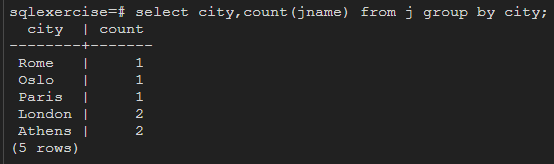 sqlexercise=# select city,count(jname) from j group by city;
  city  | count
--------+-------
 Rome   |     1
 Oslo   |     1
 Paris  |     1
 London |     2
 Athens |     2
(5 rows)